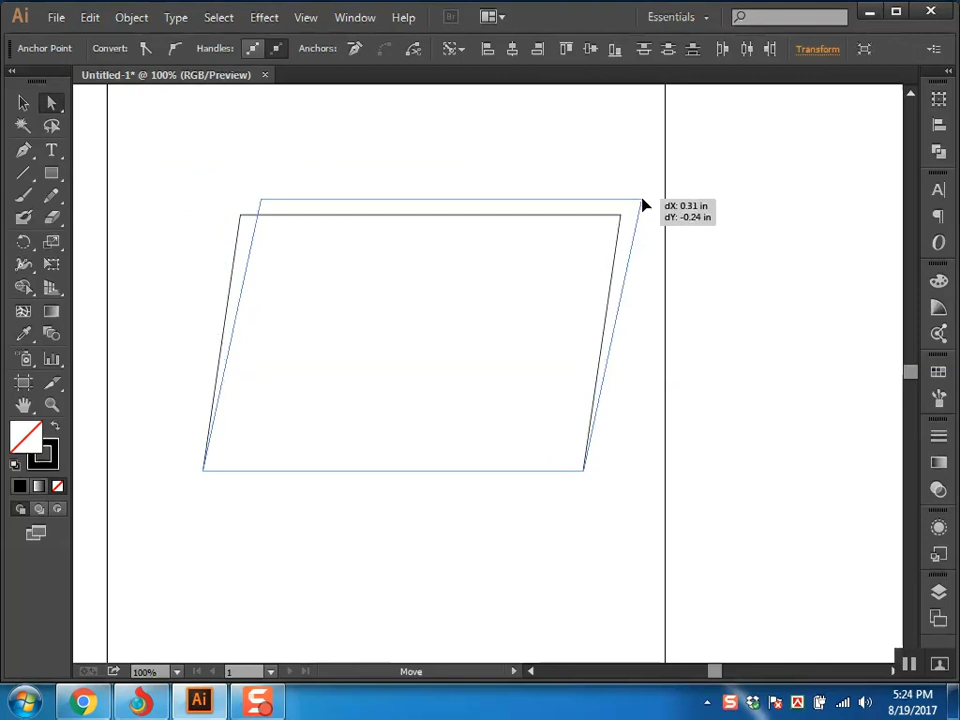 Ai File Edit Object Type Select Effect View Window Help Br Essentials
Anchor Point Convert: Handles: Anchors: Transform
Untitled-1* @ 100% (RGB/Preview) ×
T
A
¶
O
dX: 0.31 in
dY: -0.24 in
100% 1 Move
Ai S S A 5:24 PM
8/19/2017